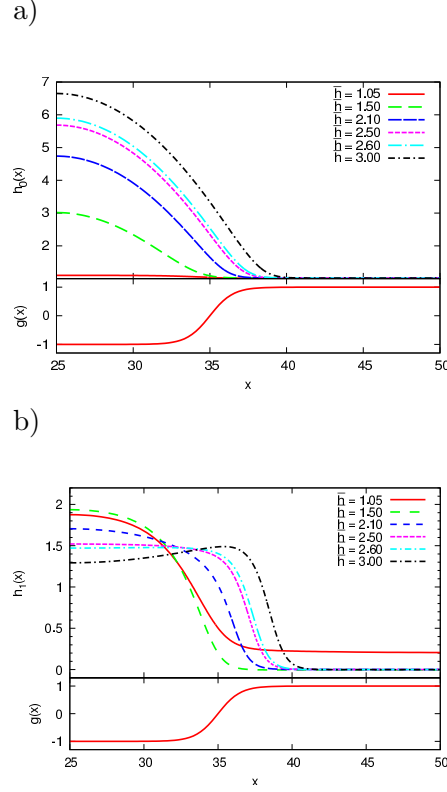 a)
7
6
5
4
3
2
h₀(x)
h̅ = 1.05
h̅ = 1.50
h̅ = 2.10
h̅ = 2.50
h̅ = 2.60
h̅ = 3.00
1
0
-1
g(x)
25 30 35 40 45 50
x
b)
2
1.5
1
0.5
0
h₁(x)
h̅ = 1.05
h̅ = 1.50
h̅ = 2.10
h̅ = 2.50
h̅ = 2.60
h̅ = 3.00
1
0
-1
g(x)
25 30 35 40 45 50
x